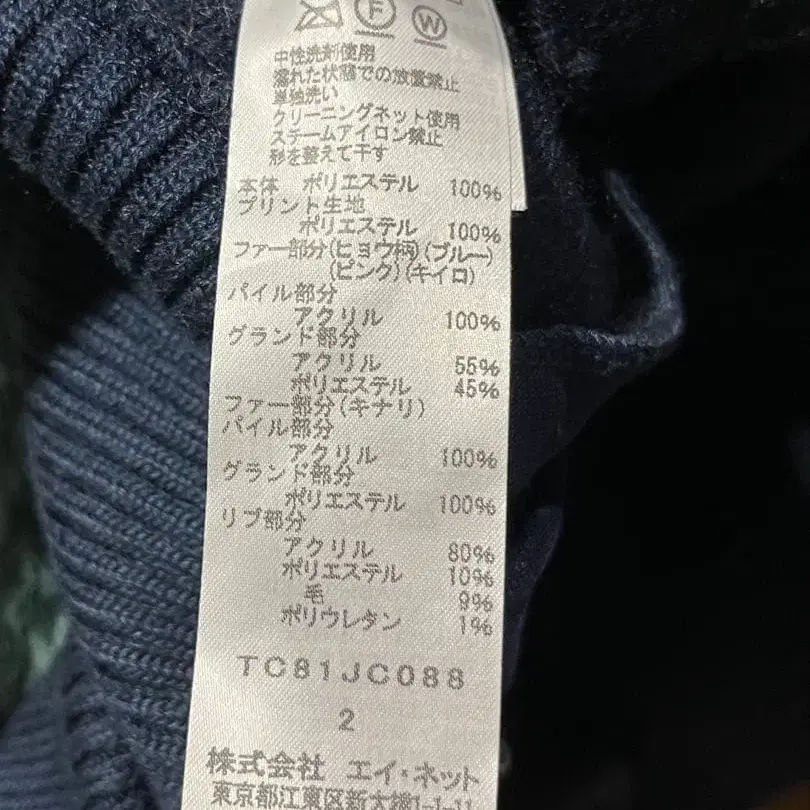 F
W
中性洗剤使用
濡れた状態での放置禁止
単独洗い
クリーニングネット使用
スチームアイロン禁止
形を整えて干す
本体 ポリエステル 100%
プリント生地
ポリエステル 100%
ファー部分(ヒョウ柄)(ブルー)
(ピンク)(キイロ)
パイル部分
アクリル 100%
グランド部分
アクリル 55%
ポリエステル 45%
ファー部分(キナリ)
パイル部分
アクリル 100%
グランド部分
ポリエステル 100%
リブ部分
アクリル 80%
ポリエステル 10%
毛 9%
ポリウレタン 1%
TC81JC088
2
株式会社 エイ・ネット
東京都江東区新大橋1-1-11